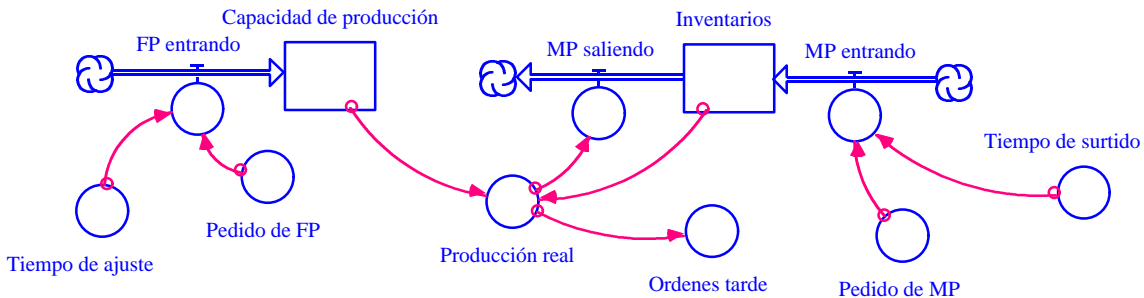 Capacidad de producción
Inventarios
FP entrando
MP saliendo
MP entrando
Tiempo de surtido
Pedido de FP
Producción real
Tiempo de ajuste
Ordenes tarde
Pedido de MP